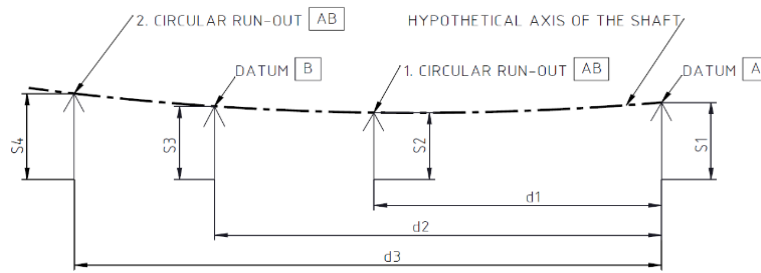 2. CIRCULAR RUN-OUT AB
HYPOTHETICAL AXIS OF THE SHAFT
DATUM B
1. CIRCULAR RUN-OUT AB
DATUM A
S4
S3
S2
S1
d1
d2
d3